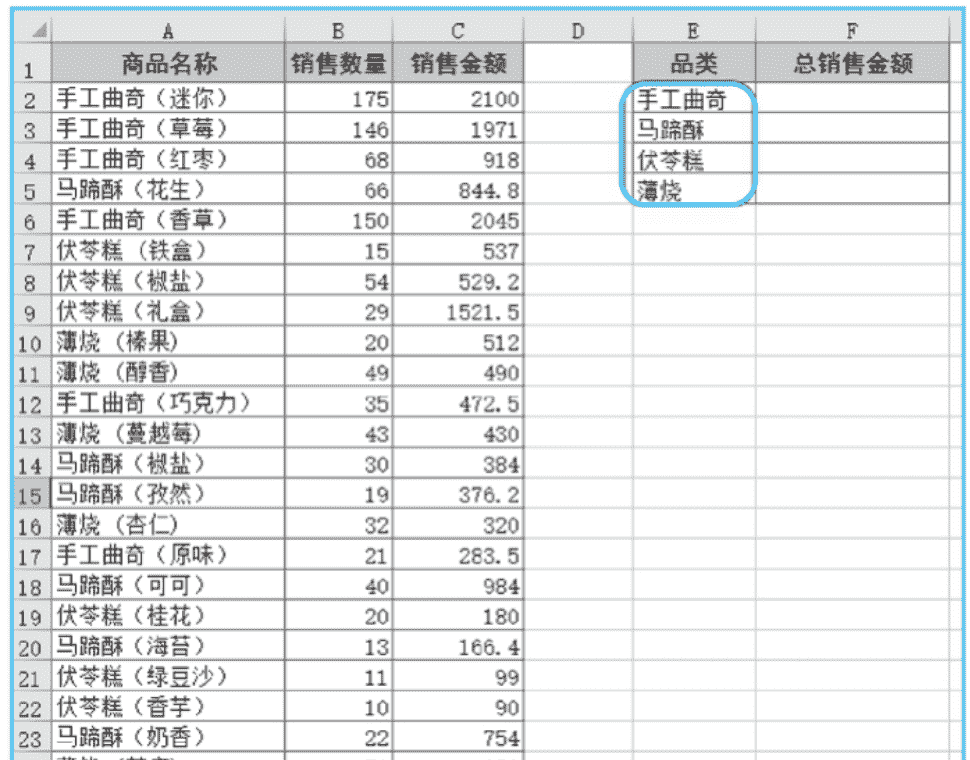 A B C D E F
1 商品名称 销售数量 销售金额 品类 总销售金额
2 手工曲奇（迷你） 175 2100 手工曲奇
3 手工曲奇（草莓） 146 1971 马蹄酥
4 手工曲奇（红枣） 68 918 伏苓糕
5 马蹄酥（花生） 66 844.8 薄烧
6 手工曲奇（香草） 150 2045
7 伏苓糕（铁盒） 15 537
8 伏苓糕（椒盐） 54 529.2
9 伏苓糕（礼盒） 29 1521.5
10 薄烧（榛果) 20 512
11 薄烧（醇香) 49 490
12 手工曲奇（巧克力） 35 472.5
13 薄烧（蔓越莓) 43 430
14 马蹄酥（椒盐） 30 384
15 马蹄酥（孜然） 19 376.2
16 薄烧（杏仁) 32 320
17 手工曲奇（原味） 21 283.5
18 马蹄酥（可可） 40 984
19 伏苓糕（桂花） 20 180
20 马蹄酥（海苔） 13 166.4
21 伏苓糕（绿豆沙） 11 99
22 伏苓糕（香芋） 10 90
23 马蹄酥（奶香） 22 754